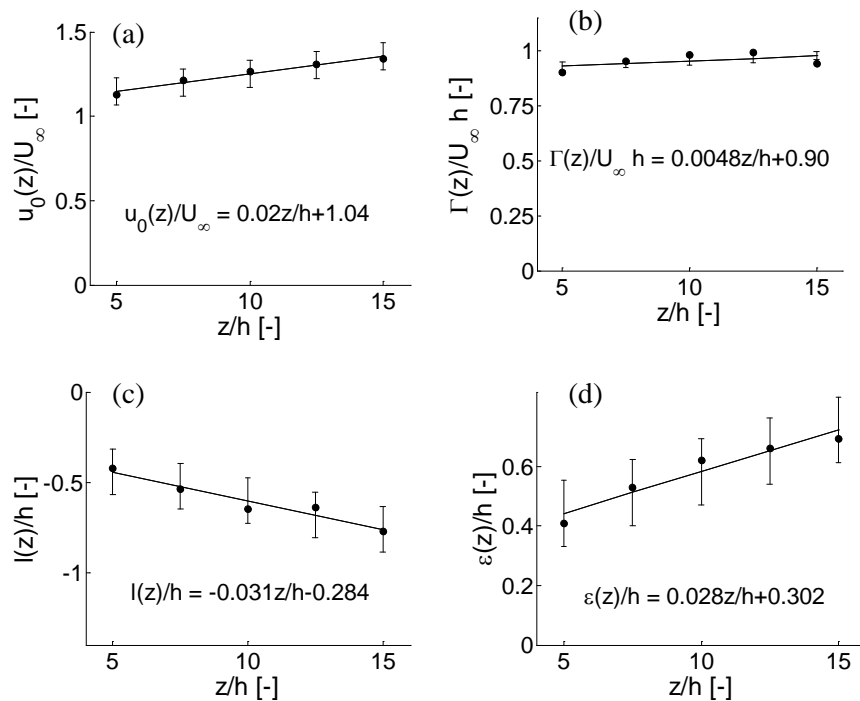 (a)
1.5
1
0.5
0
u₀(z)/U∞ [-]
u₀(z)/U∞ = 0.02z/h+1.04
5
10
15
z/h [-]
(b)
1
0.75
0.5
0.25
0
Γ(z)/U∞ h [-]
Γ(z)/U∞ h = 0.0048z/h+0.90
5
10
15
z/h [-]
(c)
0
-0.5
-1
l(z)/h [-]
l(z)/h = -0.031z/h-0.284
5
10
15
z/h [-]
(d)
0.6
0.4
0.2
0
ε(z)/h [-]
ε(z)/h = 0.028z/h+0.302
5
10
15
z/h [-]